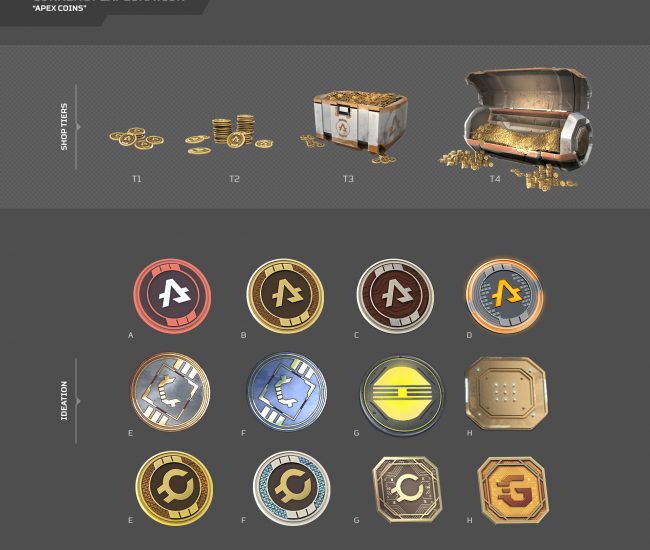 "APEX COINS"
SHOP TIERS
T1 T2 T3 T4
IDEATION
A B C D
E F G H
E F G H